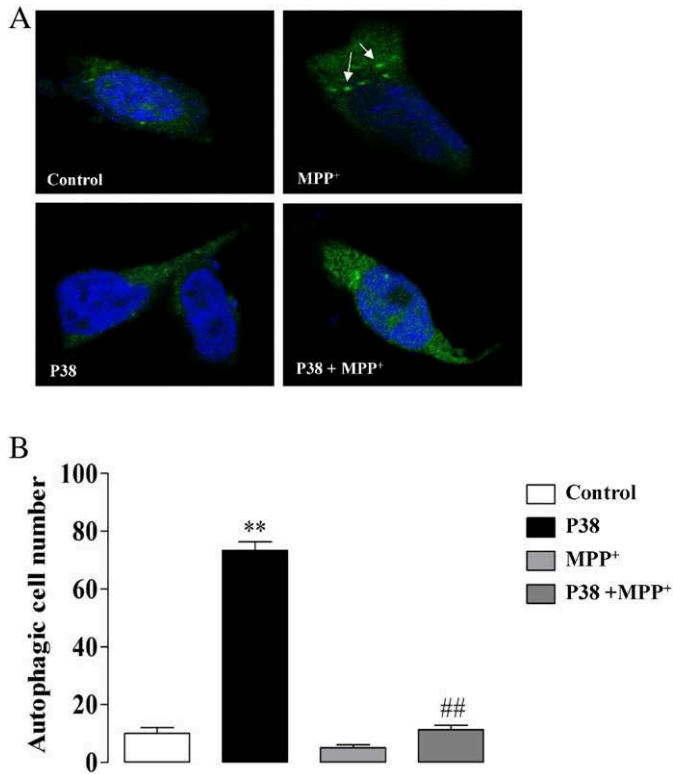 A
Control
MPP⁺
P38
P38 + MPP⁺
B
Autophagic cell number
100
80
60
40
20
0
**
##
Control
P38
MPP⁺
P38 +MPP⁺